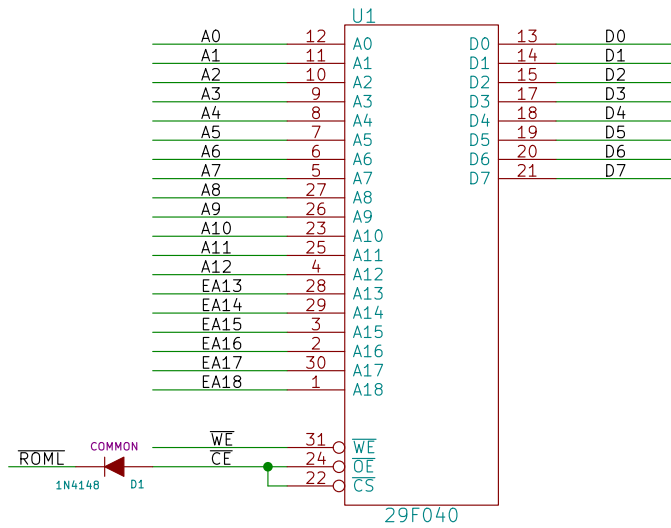 U1
A0 12 A0 D0 13 D0
A1 11 A1 D1 14 D1
A2 10 A2 D2 15 D2
A3 9 A3 D3 17 D3
A4 8 A4 D4 18 D4
A5 7 A5 D5 19 D5
A6 6 A6 D6 20 D6
A7 5 A7 D7 21 D7
A8 27 A8
A9 26 A9
A10 23 A10
A11 25 A11
A12 4 A12
EA13 28 A13
EA14 29 A14
EA15 3 A15
EA16 2 A16
EA17 30 A17
EA18 1 A18
WE 31 WE
COMMON
ROML CE 24 OE
1N4148 D1 22 CS
29F040